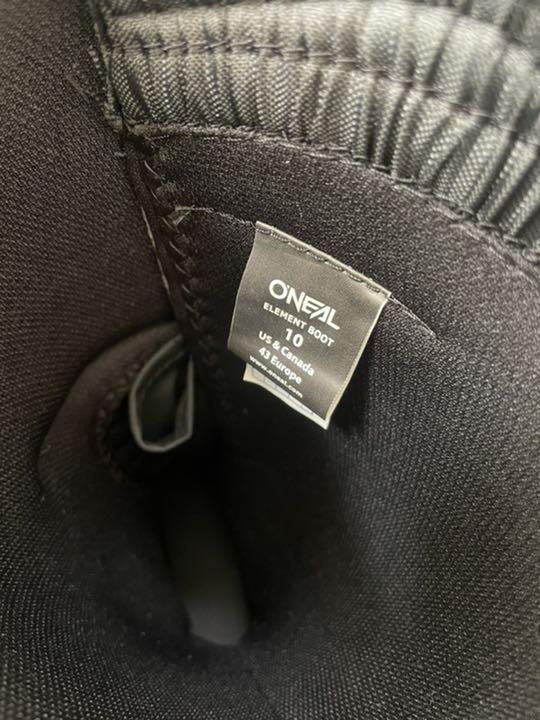 O'NEAL
ELEMENT BOOT
10
US & Canada
43 Europe
www.oneal.com